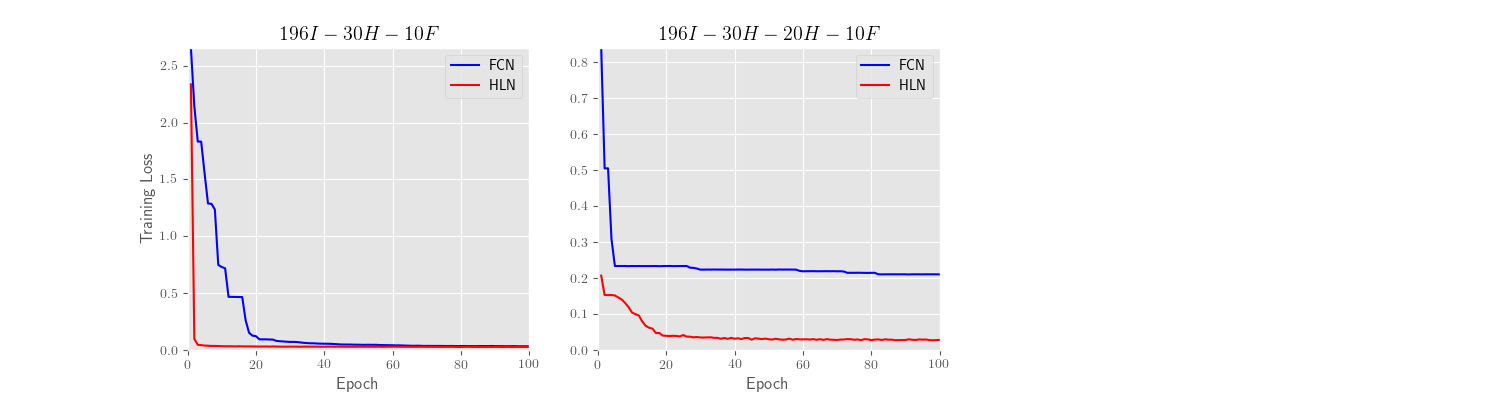 196I − 30H − 10F
FCN
HLN
Training Loss
2.5
2.0
1.5
1.0
0.5
0.0
0 20 40 60 80 100
Epoch
196I − 30H − 20H − 10F
FCN
HLN
0.8
0.7
0.6
0.5
0.4
0.3
0.2
0.1
0.0
0 20 40 60 80 100
Epoch